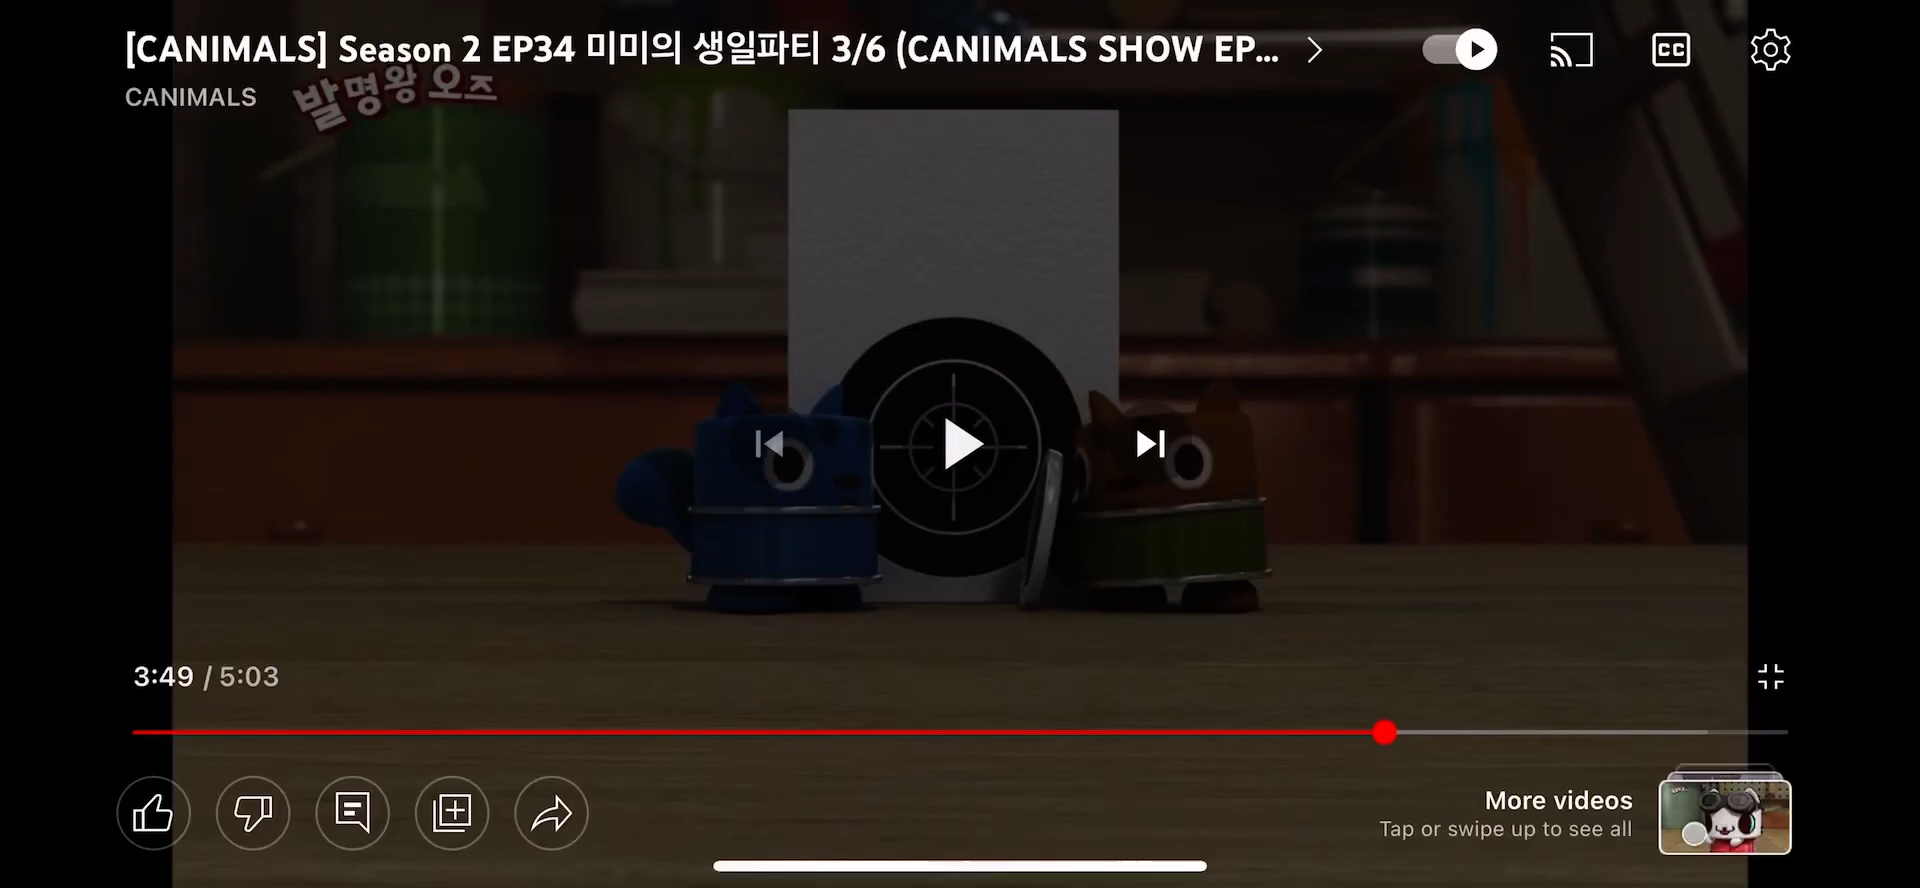 [CANIMALS] Season 2 EP34 미미의 생일파티 3/6 (CANIMALS SHOW EP...
CANIMALS
발명왕 오즈
CC
3:49 / 5:03
More videos
Tap or swipe up to see all